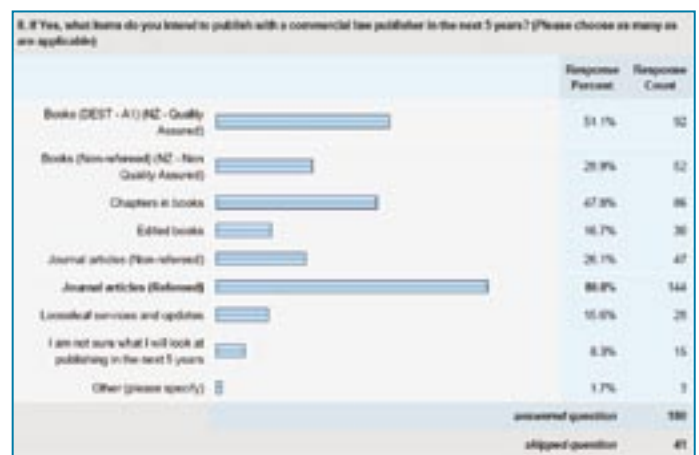 8. If Yes, what items do you intend to publish with a commercial law publisher in the next 5 years? (Please choose as many as
are applicable)
Response Percent
Response Count
Books (DEST - A1) (NZ - Quality Assured) 51.1% 92
Books (Non-refereed) (NZ - Non Quality Assured) 28.9% 52
Chapters in books 47.8% 86
Edited books 16.7% 30
Journal articles (Non-refereed) 26.1% 47
Journal articles (Refereed) 80.0% 144
Looseleaf services and updates 15.6% 28
I am not sure what I will look at publishing in the next 5 years 8.3% 15
Other (please specify) 1.7% 3
answered question 180
skipped question 41